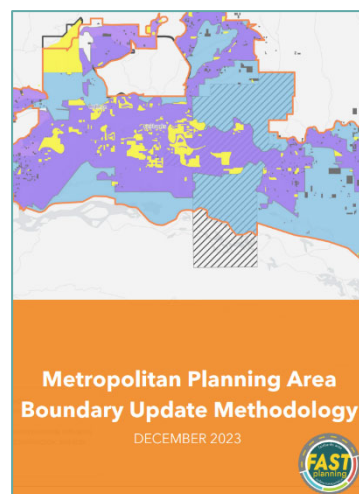 Metropolitan Planning Area
Boundary Update Methodology
DECEMBER 2023
FAST
planning